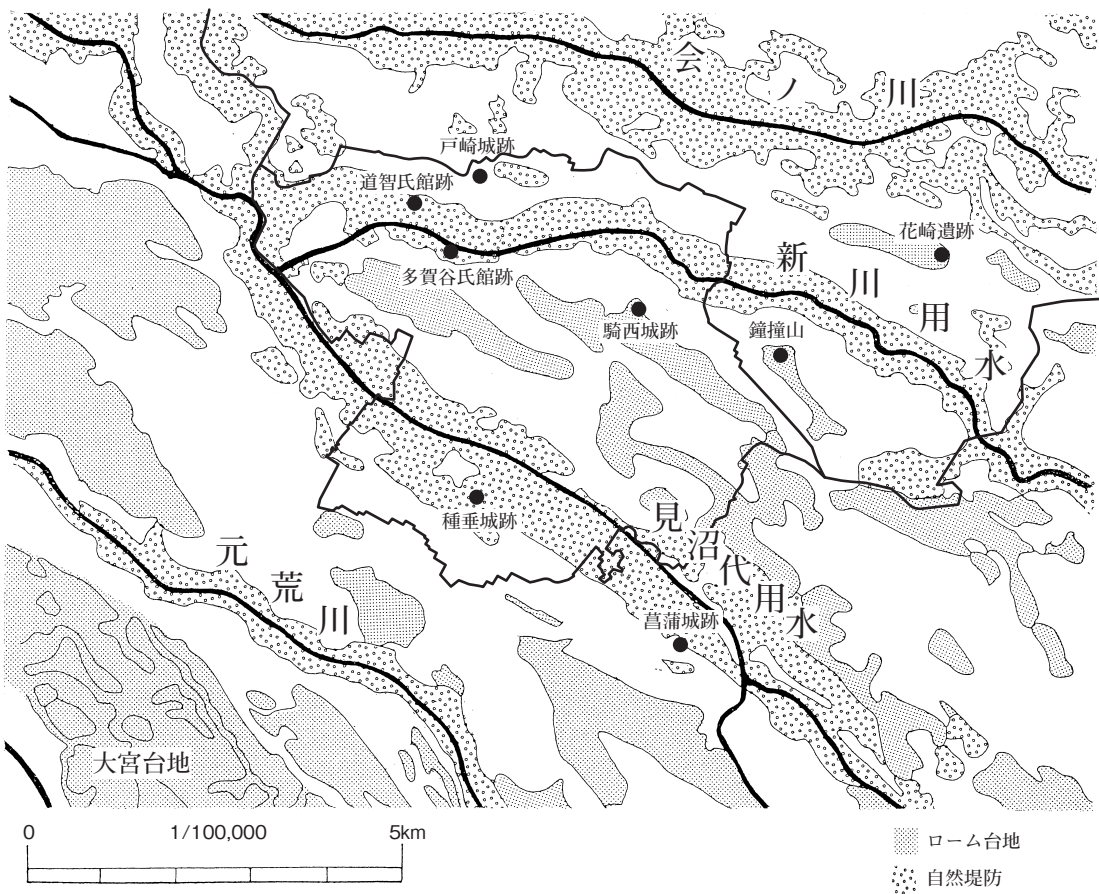 会ノ川
戸崎城跡
道智氏館跡
花崎遺跡
多賀谷氏館跡
新川用水
騎西城跡
鐘撞山
種垂城跡
見沼代用水
元荒川
菖蒲城跡
大宮台地
0 1/100,000 5km
ローム台地
自然堤防